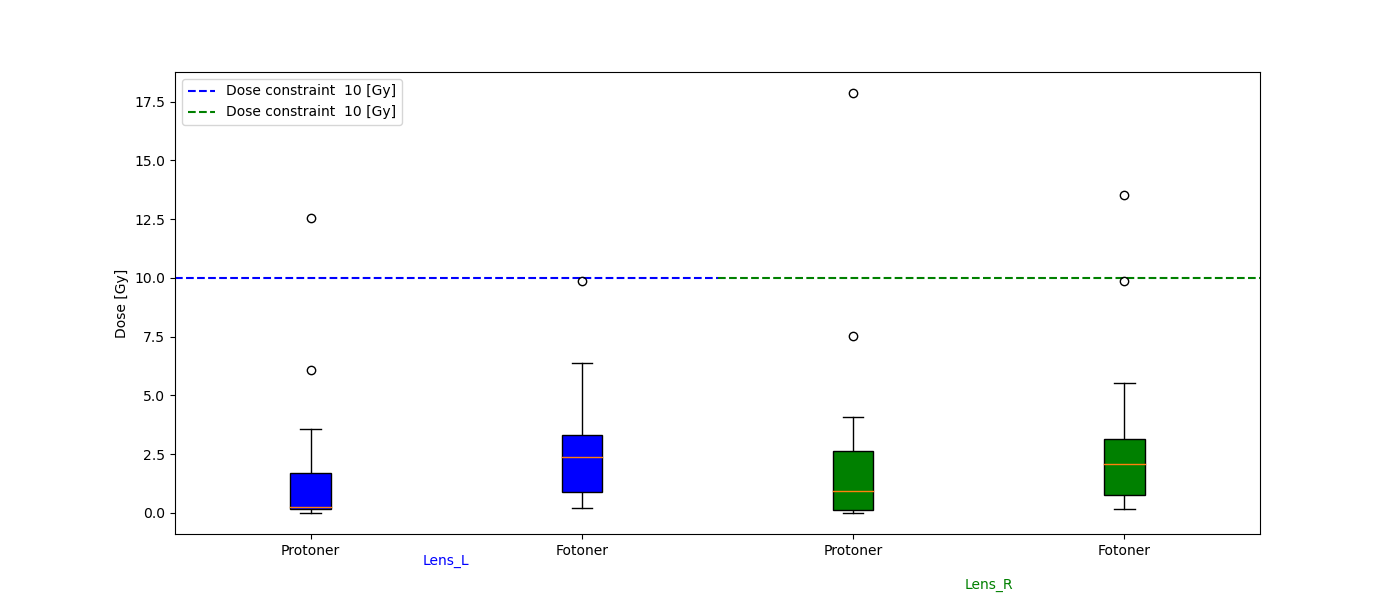 Dose constraint  10 [Gy]
Dose constraint  10 [Gy]
17.5
15.0
12.5
10.0
7.5
5.0
2.5
0.0
Dose [Gy]
Protoner Fotoner Protoner Fotoner
Lens_L
Lens_R